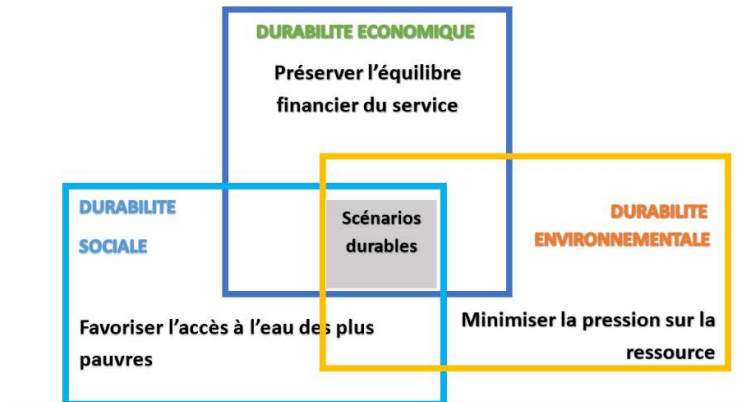 DURABILITE ECONOMIQUE
Préserver l’équilibre
financier du service
DURABILITE
SOCIALE
Favoriser l’accès à l’eau des plus
pauvres
Scénarios
durables
DURABILITE
ENVIRONNEMENTALE
Minimiser la pression sur la
ressource